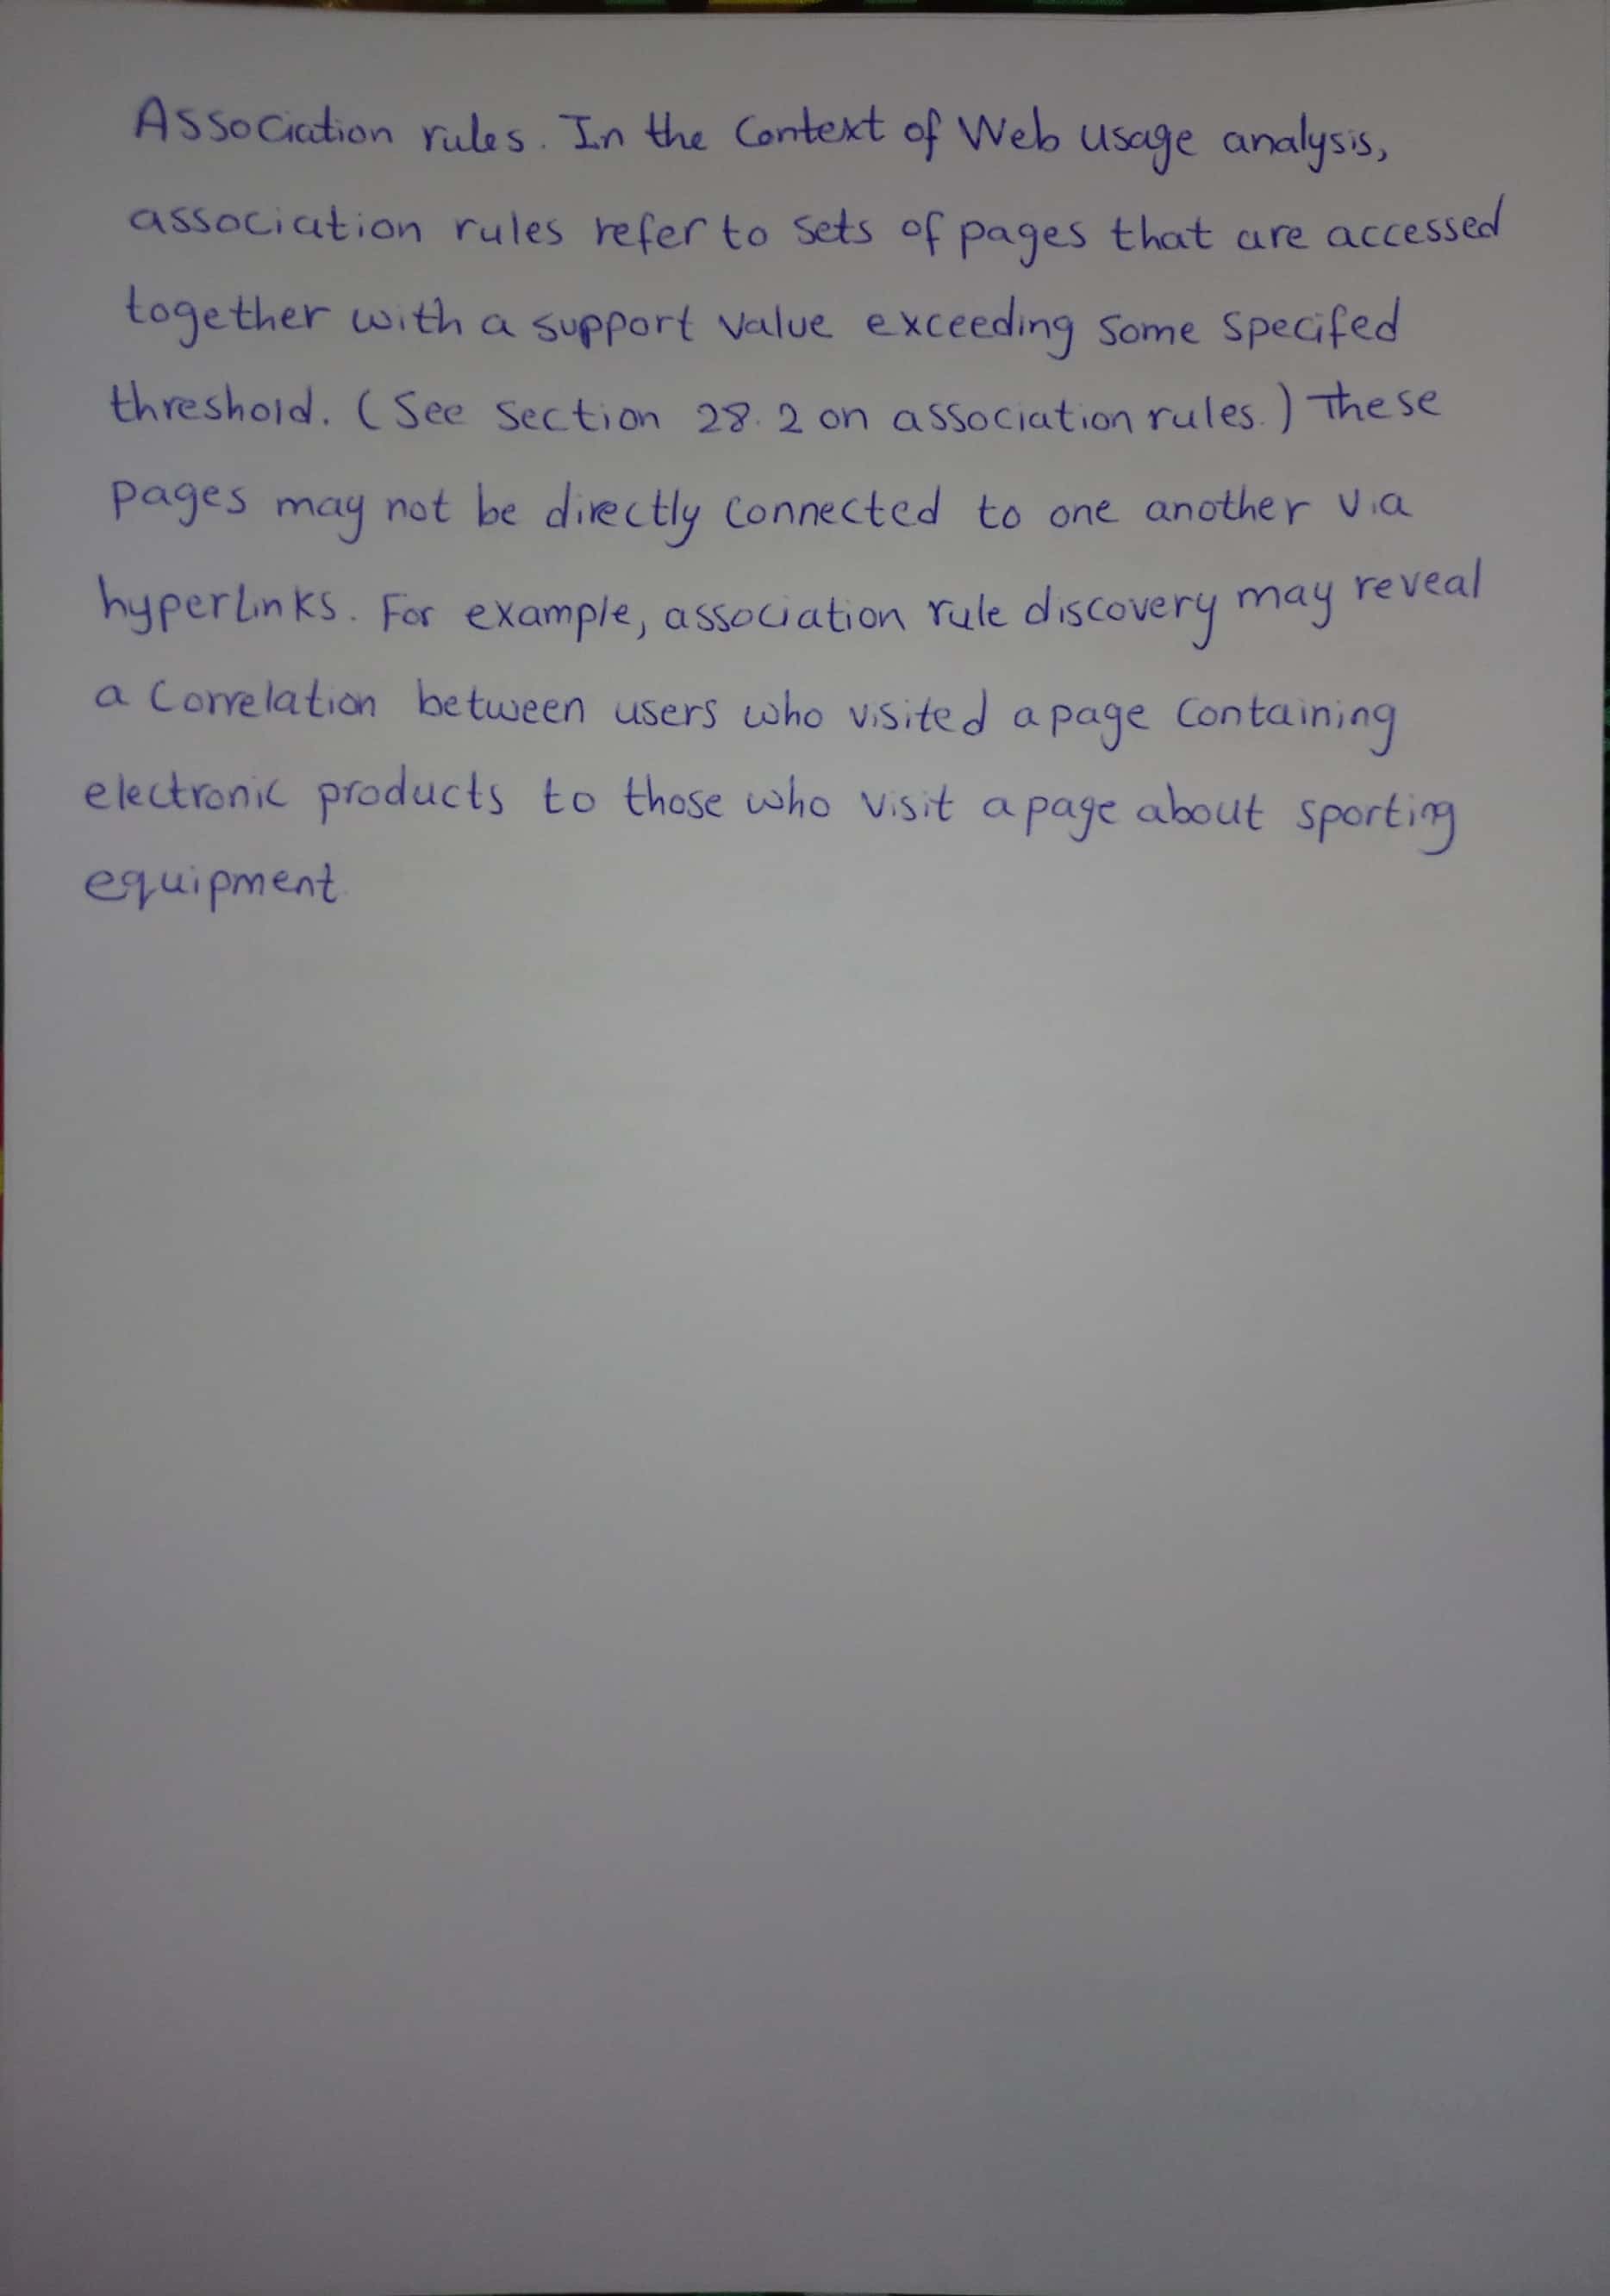 Association rules. In the Context of Web usage analysis,
association rules refer to sets of pages that are accessed
together with a support value exceeding some specifed
threshold. (See section 28.2 on association rules.) These
pages may not be directly connected to one another via
hyperlinks. For example, association rule discovery may reveal
a Correlation between users who visited a page containing
electronic products to those who visit a page about sporting
equipment.